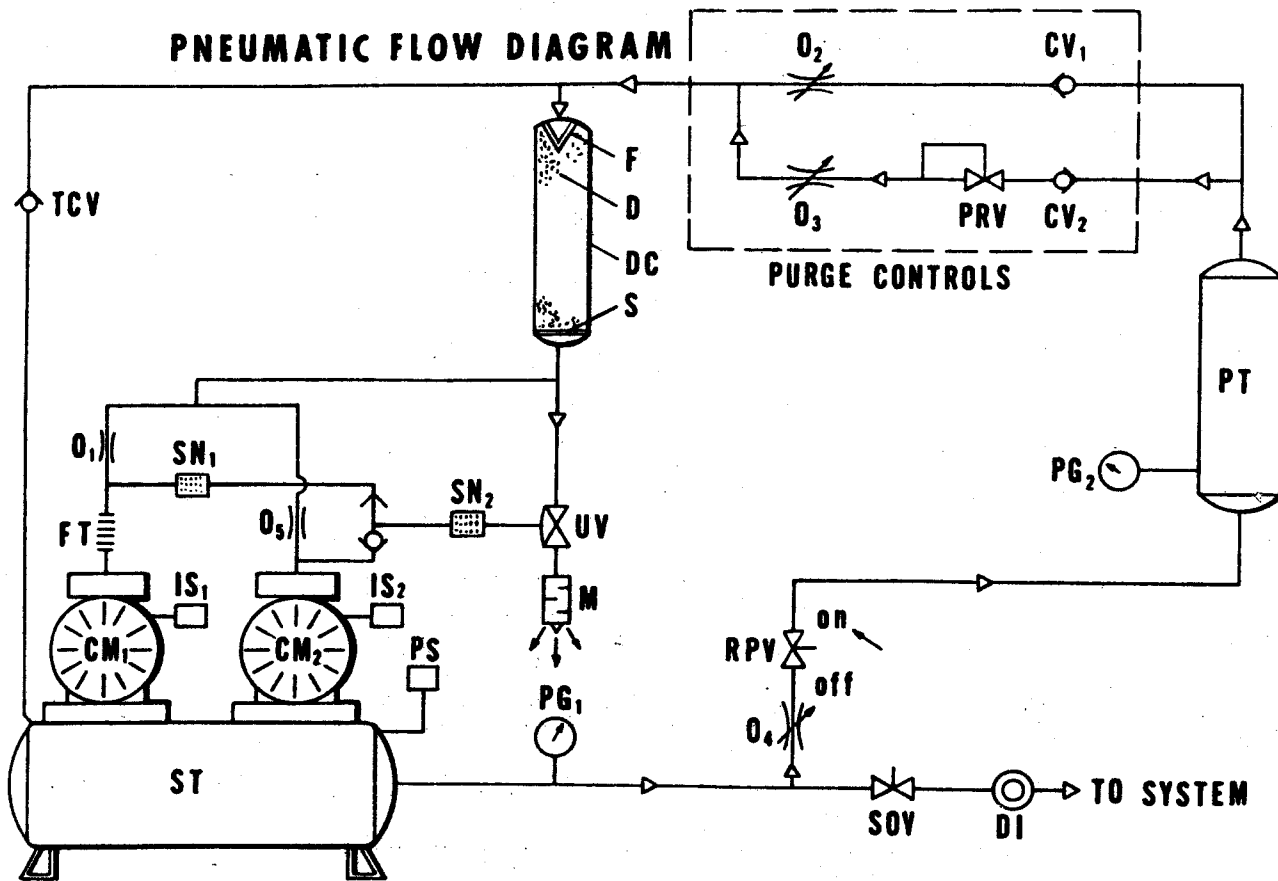 PNEUMATIC FLOW DIAGRAM
O₂
CV₁
F
D
TCV
O₃
PRV
CV₂
DC
PURGE CONTROLS
S
PT
O₁
SN₁
PG₂
SN₂
FT
O₅
UV
IS₁
IS₂
M
on
CM₁
CM₂
PS
RPV
off
PG₁
O₄
ST
TO SYSTEM
SOV
DI